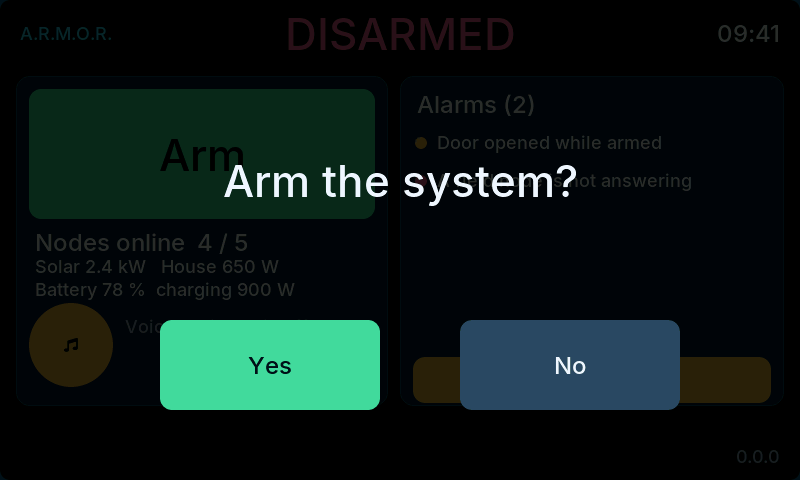 A.R.M.O.R.
DISARMED
09:41
Arm
Alarms (2)
Door opened while armed
not answering
Arm the system?
Nodes online 4 / 5
Solar 2.4 kW House 650 W
Battery 78 % charging 900 W
Yes
No
0.0.0